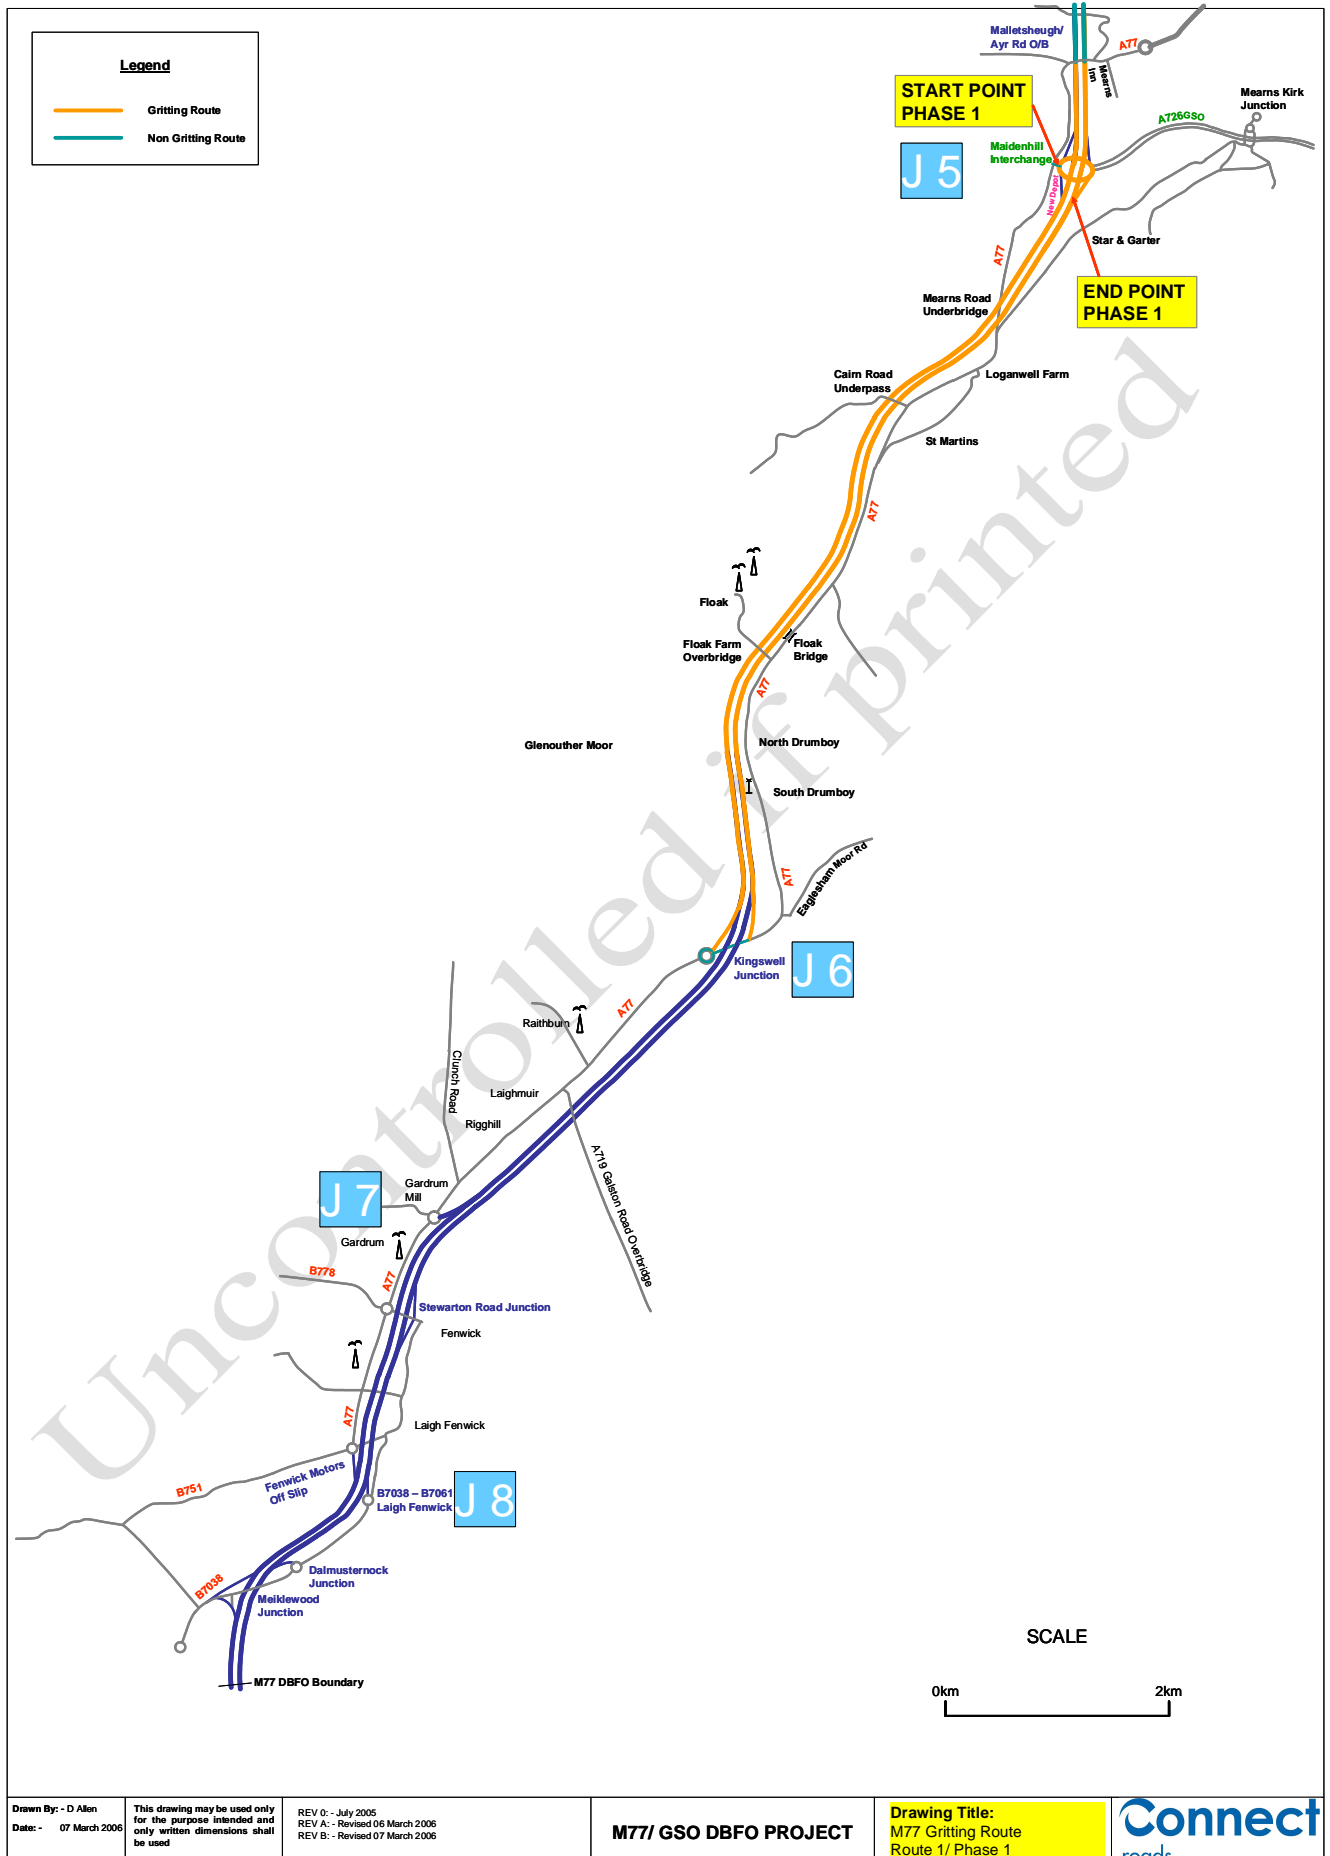 Legend
Gritting Route
Non Gritting Route
Malletsheugh/
Ayr Rd O/B
A77
Mearns
Inn
START POINT
PHASE 1
Mearns Kirk
Junction
A726GSO
Maidenhill
Interchange
J 5
New Depot
Star & Garter
A77
END POINT
PHASE 1
Mearns Road
Underbridge
Cairn Road
Underpass
Loganwell Farm
St Martins
A77
Floak
Floak Farm
Overbridge
Floak
Bridge
A77
Glenouther Moor
North Drumboy
South Drumboy
A77
Eaglesham Moor Rd
Kingswell
Junction
J 6
A77
Raithburn
Clunch Road
Laighmuir
Rigghill
A719 Galston Road Overbridge
J 7
Gardrum
Mill
Gardrum
B778
A77
Stewarton Road Junction
Fenwick
A77
Laigh Fenwick
B751
Fenwick Motors
Off Slip
B7038 – B7061
Laigh Fenwick
J 8
Dalmusternock
Junction
B7038
Meiklewood
Junction
M77 DBFO Boundary
SCALE
0km
2km
Uncontrolled if printed
Drawn By: - D Allen
Date: - 07 March 2006
This drawing may be used only
for the purpose intended and
only written dimensions shall
be used
REV 0: - July 2005
REV A: - Revised 06 March 2006
REV B: - Revised 07 March 2006
M77/ GSO DBFO PROJECT
Drawing Title:
M77 Gritting Route
Route 1/ Phase 1
Connect
roads